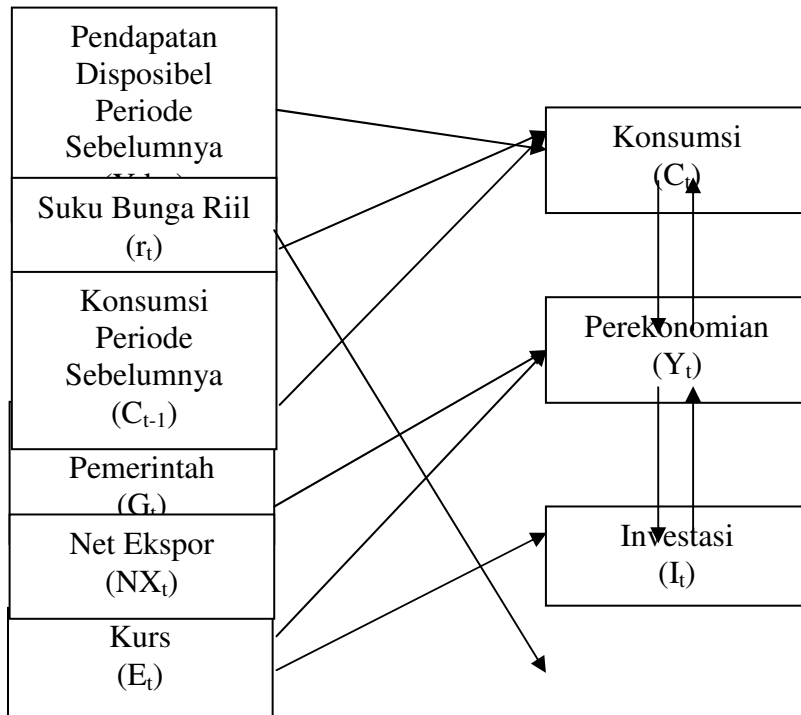 Pendapatan
Disposibel
Periode
Sebelumnya
Suku Bunga Riil
(rₜ)
Konsumsi
Periode
Sebelumnya
(Cₜ₋₁)
Pemerintah
(Gₜ)
Net Ekspor
(NXₜ)
Kurs
(Eₜ)
Konsumsi
(Cₜ)
Perekonomian
(Yₜ)
Investasi
(Iₜ)